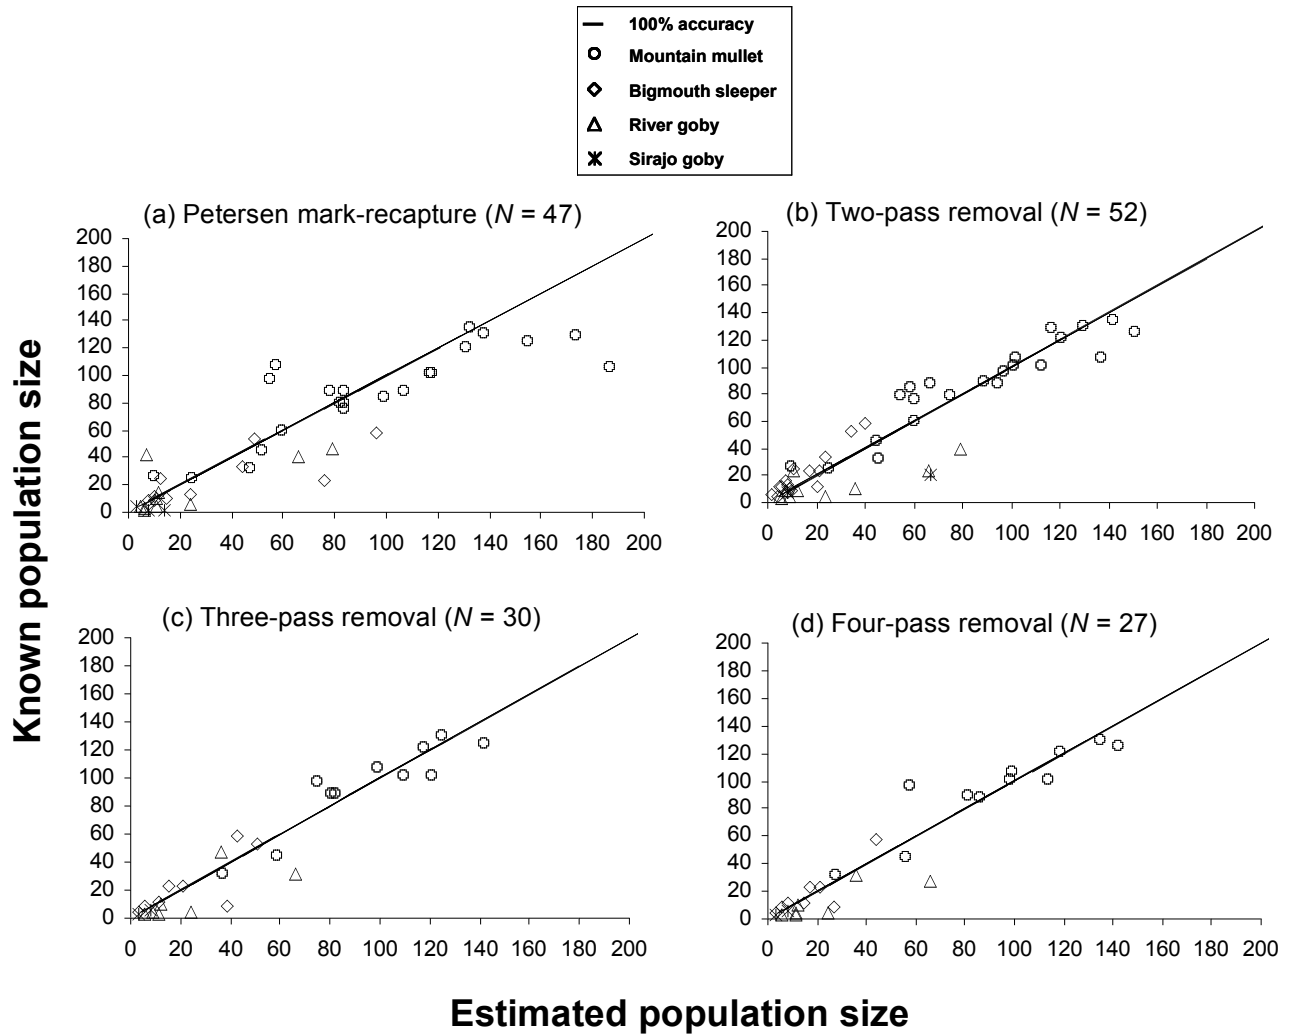 100% accuracy
Mountain mullet
Bigmouth sleeper
River goby
Sirajo goby
(a) Petersen mark-recapture (N = 47)
200
180
160
140
120
100
80
60
40
20
0
0 20 40 60 80 100 120 140 160 180 200
(b) Two-pass removal (N = 52)
200
180
160
140
120
100
80
60
40
20
0
0 20 40 60 80 100 120 140 160 180 200
Known population size
(c) Three-pass removal (N = 30)
200
180
160
140
120
100
80
60
40
20
0
0 20 40 60 80 100 120 140 160 180 200
(d) Four-pass removal (N = 27)
200
180
160
140
120
100
80
60
40
20
0
0 20 40 60 80 100 120 140 160 180 200
Estimated population size